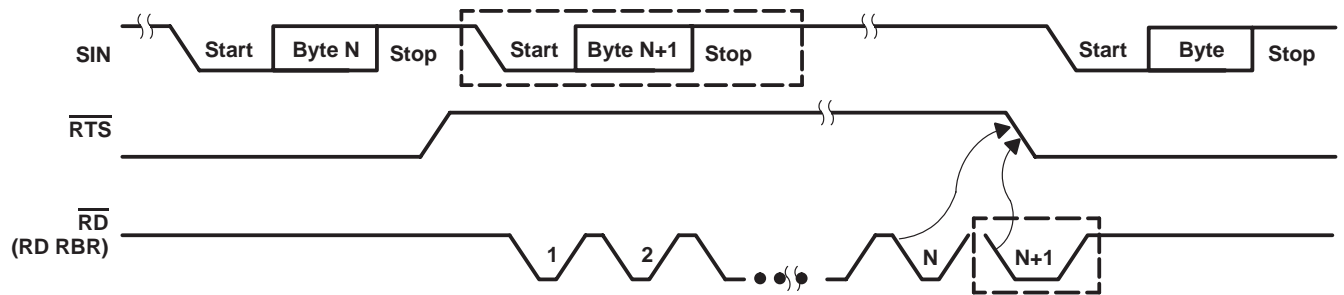 SIN
Start
Byte N
Stop
Start
Byte N+1
Stop
Start
Byte
Stop
RTS
RD
(RD RBR)
1
2
N
N+1